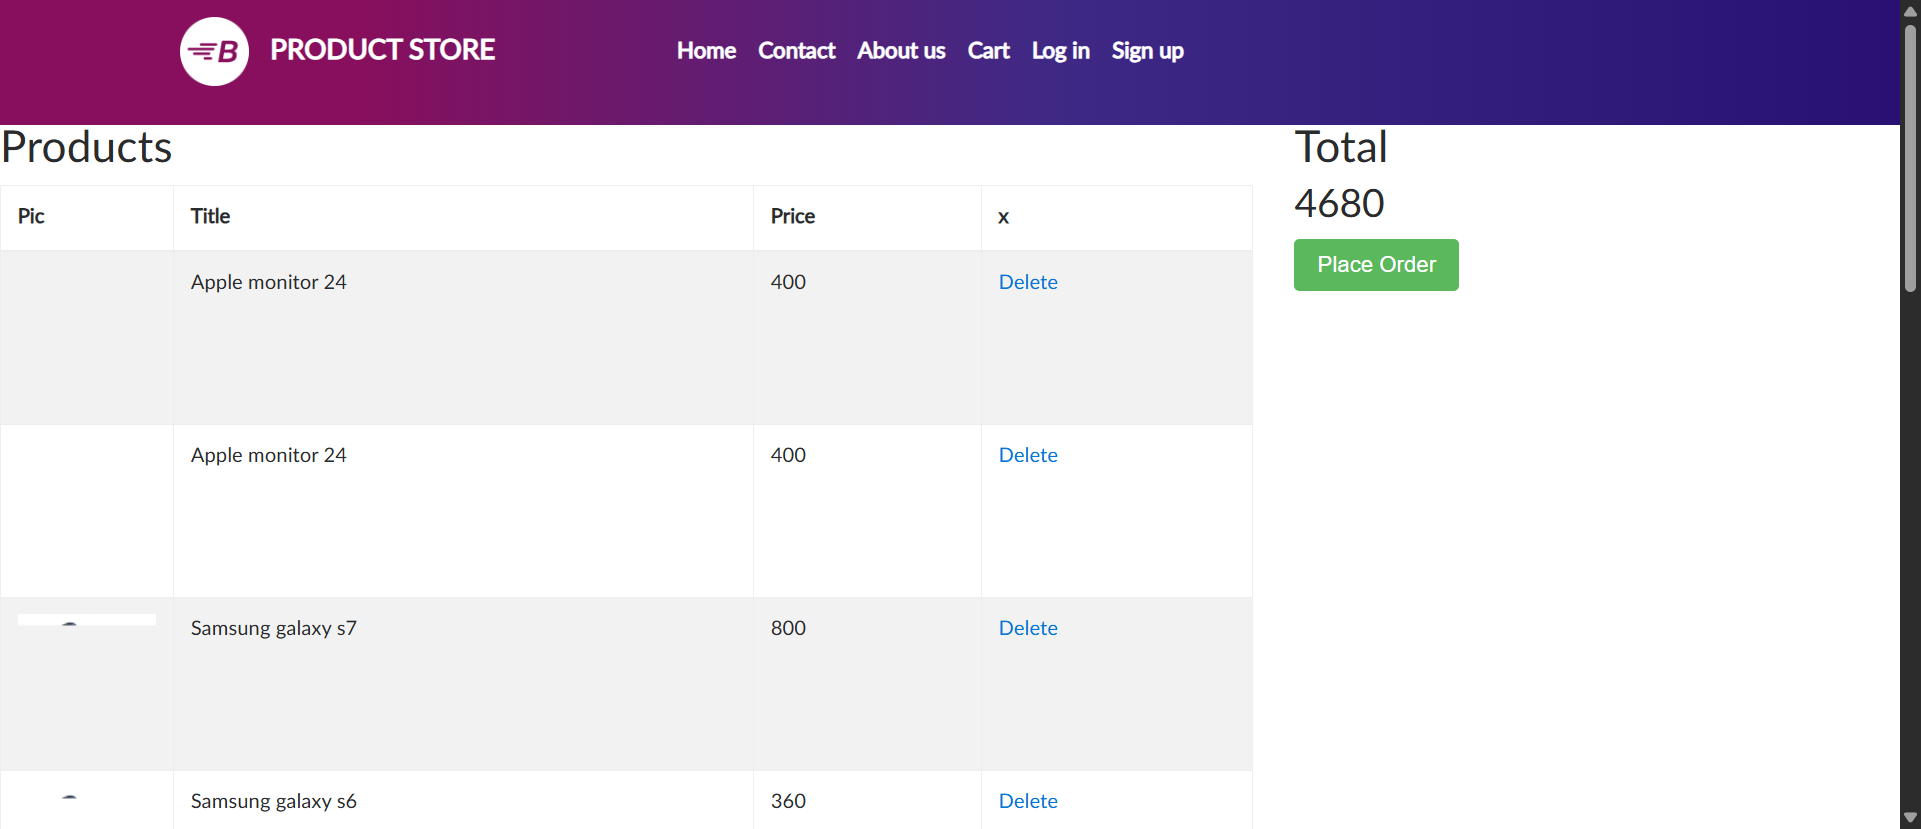 B PRODUCT STORE Home Contact About us Cart Log in Sign up
Products
Total
4680
Place Order
Pic Title Price x
Apple monitor 24 400 Delete
Apple monitor 24 400 Delete
Samsung galaxy s7 800 Delete
Samsung galaxy s6 360 Delete